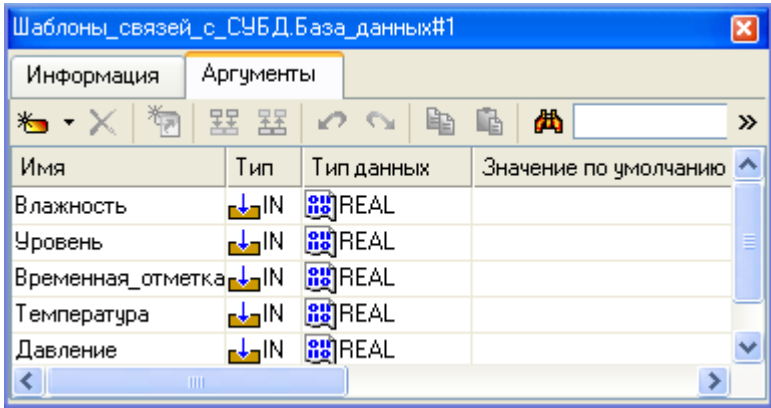 Шаблоны_связей_с_СУБД.База_данных#1
Информация Аргументы
Имя Тип Тип данных Значение по умолчанию
Влажность IN REAL
Уровень IN REAL
Временная_отметка IN REAL
Температура IN REAL
Давление IN REAL